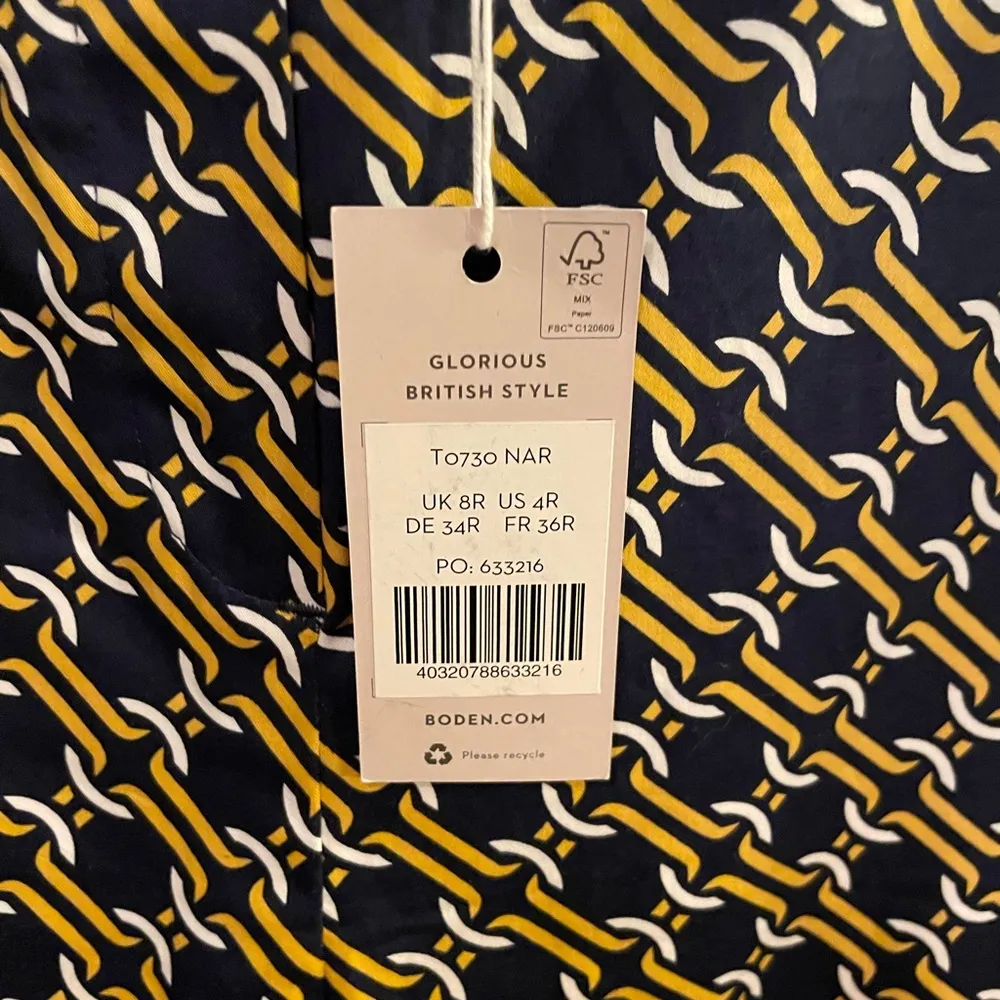 FSC™
MIX
Paper
FSC™ C120609
GLORIOUS
BRITISH STYLE
T0730 NAR
UK 8R US 4R
DE 34R FR 36R
PO: 633216
40320788633216
BODEN.COM
Please recycle